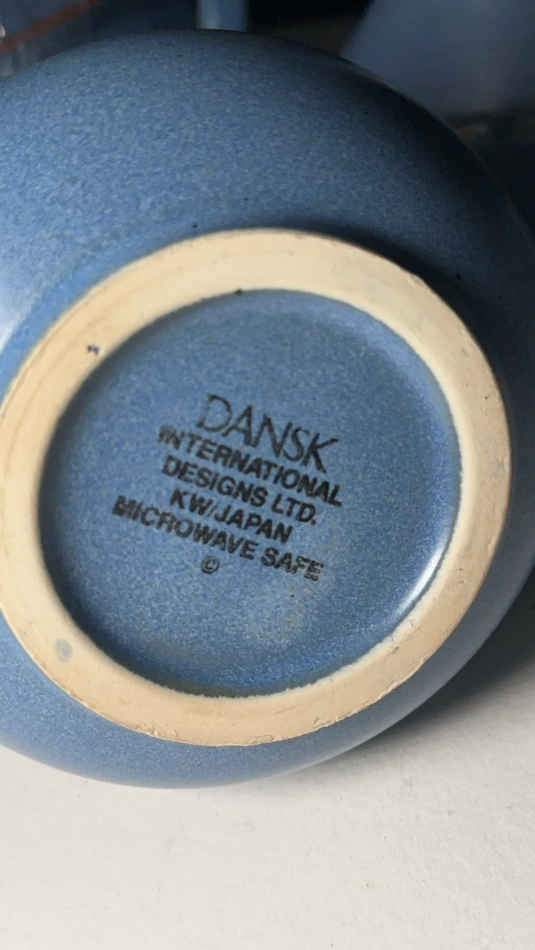 DANSK
INTERNATIONAL
DESIGNS LTD.
KW/JAPAN
MICROWAVE SAFE
©